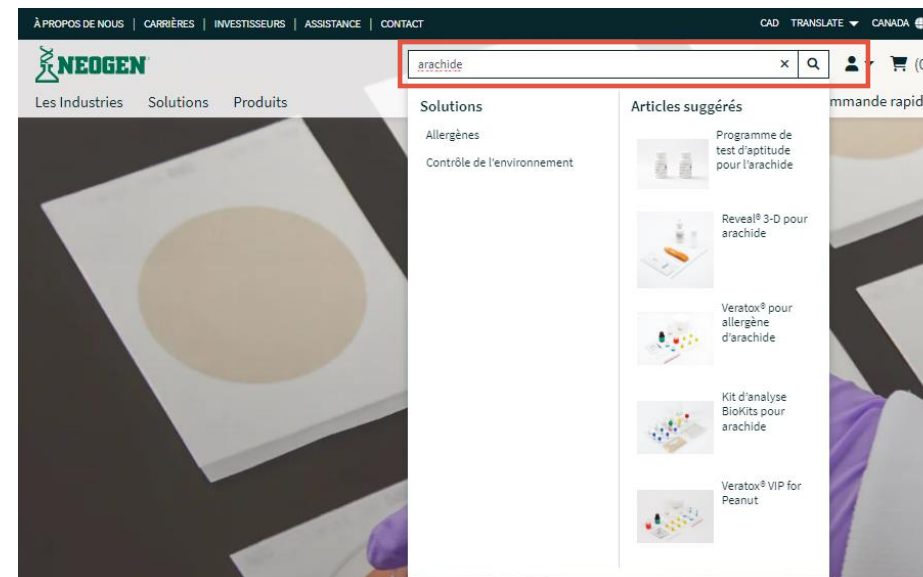 À PROPOS DE NOUS | CARRIÈRES | INVESTISSEURS | ASSISTANCE | CONTACT
CAD TRANSLATE CANADA
NEOGEN
arachide
Les Industries Solutions Produits
Solutions
Allergènes
Contrôle de l'environnement
Articles suggérés
Programme de
test d'aptitude
pour l'arachide
Reveal® 3-D pour
arachide
Veratox® pour
allergène
d'arachide
Kit d'analyse
BioKits pour
arachide
Veratox® VIP for
Peanut